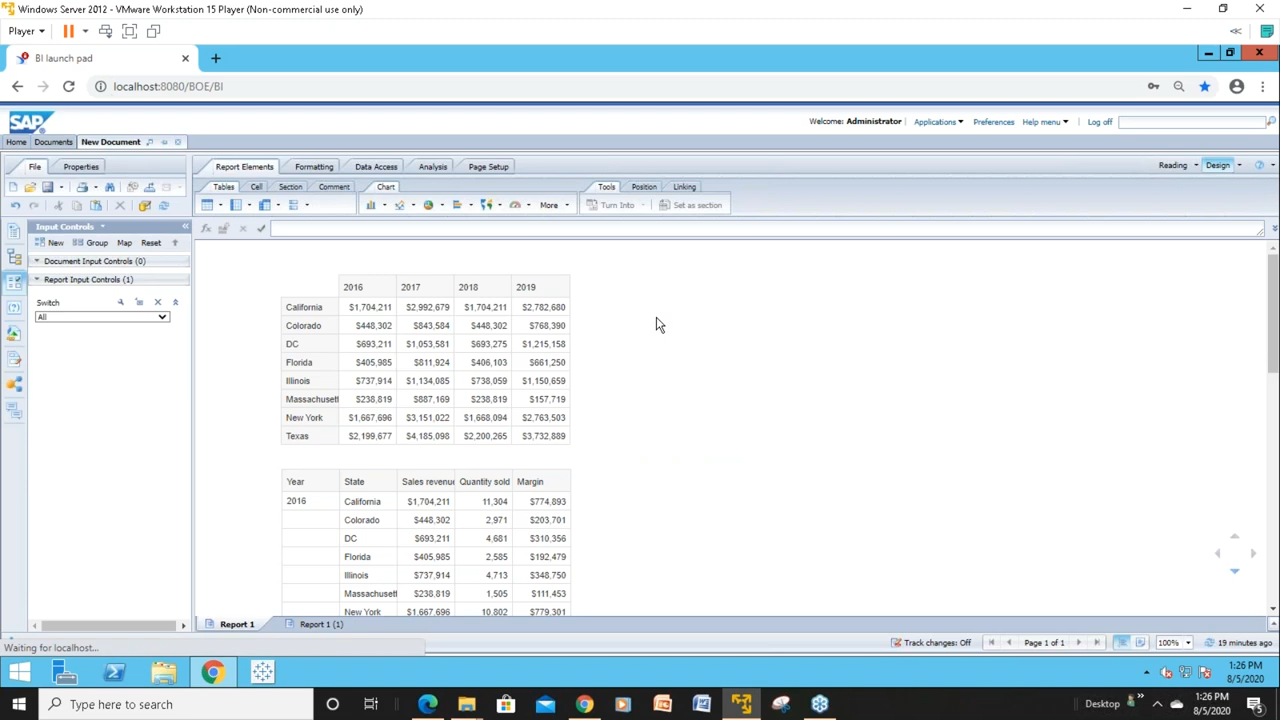 Windows Server 2012 - VMware Workstation 15 Player (Non-commercial use only)
Player
BI launch pad
localhost:8080/BOE/BI
SAP
Welcome: Administrator Applications Preferences Help menu Log off
Home Documents New Document
File Properties Report Elements Formatting Data Access Analysis Page Setup Reading Design
Tables Cell Section Comment Chart Tools Position Linking
More Turn Into Set as section
Input Controls
New Group Map Reset
Document Input Controls (0)
Report Input Controls (1)
Switch
All
2016 2017 2018 2019
California $1,704,211 $2,992,679 $1,704,211 $2,782,680
Colorado $448,302 $843,584 $448,302 $768,390
DC $693,211 $1,053,581 $693,275 $1,215,158
Florida $405,985 $811,924 $406,103 $661,250
Illinois $737,914 $1,134,085 $738,059 $1,150,659
Massachusett $238,819 $887,169 $238,819 $157,719
New York $1,667,696 $3,151,022 $1,668,094 $2,763,503
Texas $2,199,677 $4,185,098 $2,200,265 $3,732,889
Year State Sales revenue Quantity sold Margin
2016 California $1,704,211 11,304 $774,893
Colorado $448,302 2,971 $203,701
DC $693,211 4,681 $310,356
Florida $405,985 2,585 $192,479
Illinois $737,914 4,713 $348,750
Massachusett $238,819 1,505 $111,453
New York $1,667,696 10,802 $779,301
Report 1 Report 1 (1)
Waiting for localhost...
Track changes: Off Page 1 of 1 100% 19 minutes ago
1:26 PM
8/5/2020
Type here to search
Desktop
1:26 PM
8/5/2020